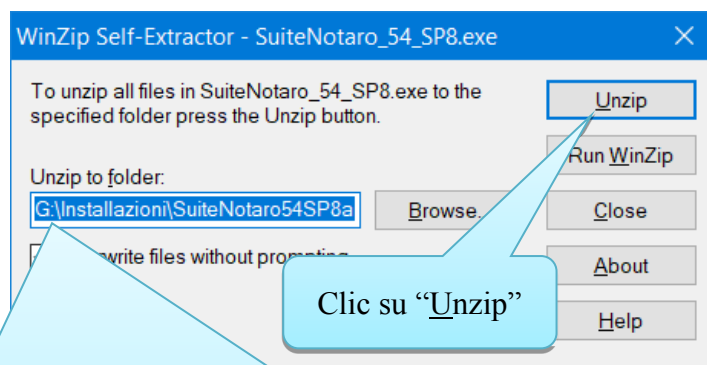 WinZip Self-Extractor - SuiteNotaro_54_SP8.exe
To unzip all files in SuiteNotaro_54_SP8.exe to the
specified folder press the Unzip button.
Unzip to folder:
G:\Installazioni\SuiteNotaro54SP8a
Browse..
files without prompting
Unzip
Run WinZip
Close
About
Help
Clic su “Unzip”